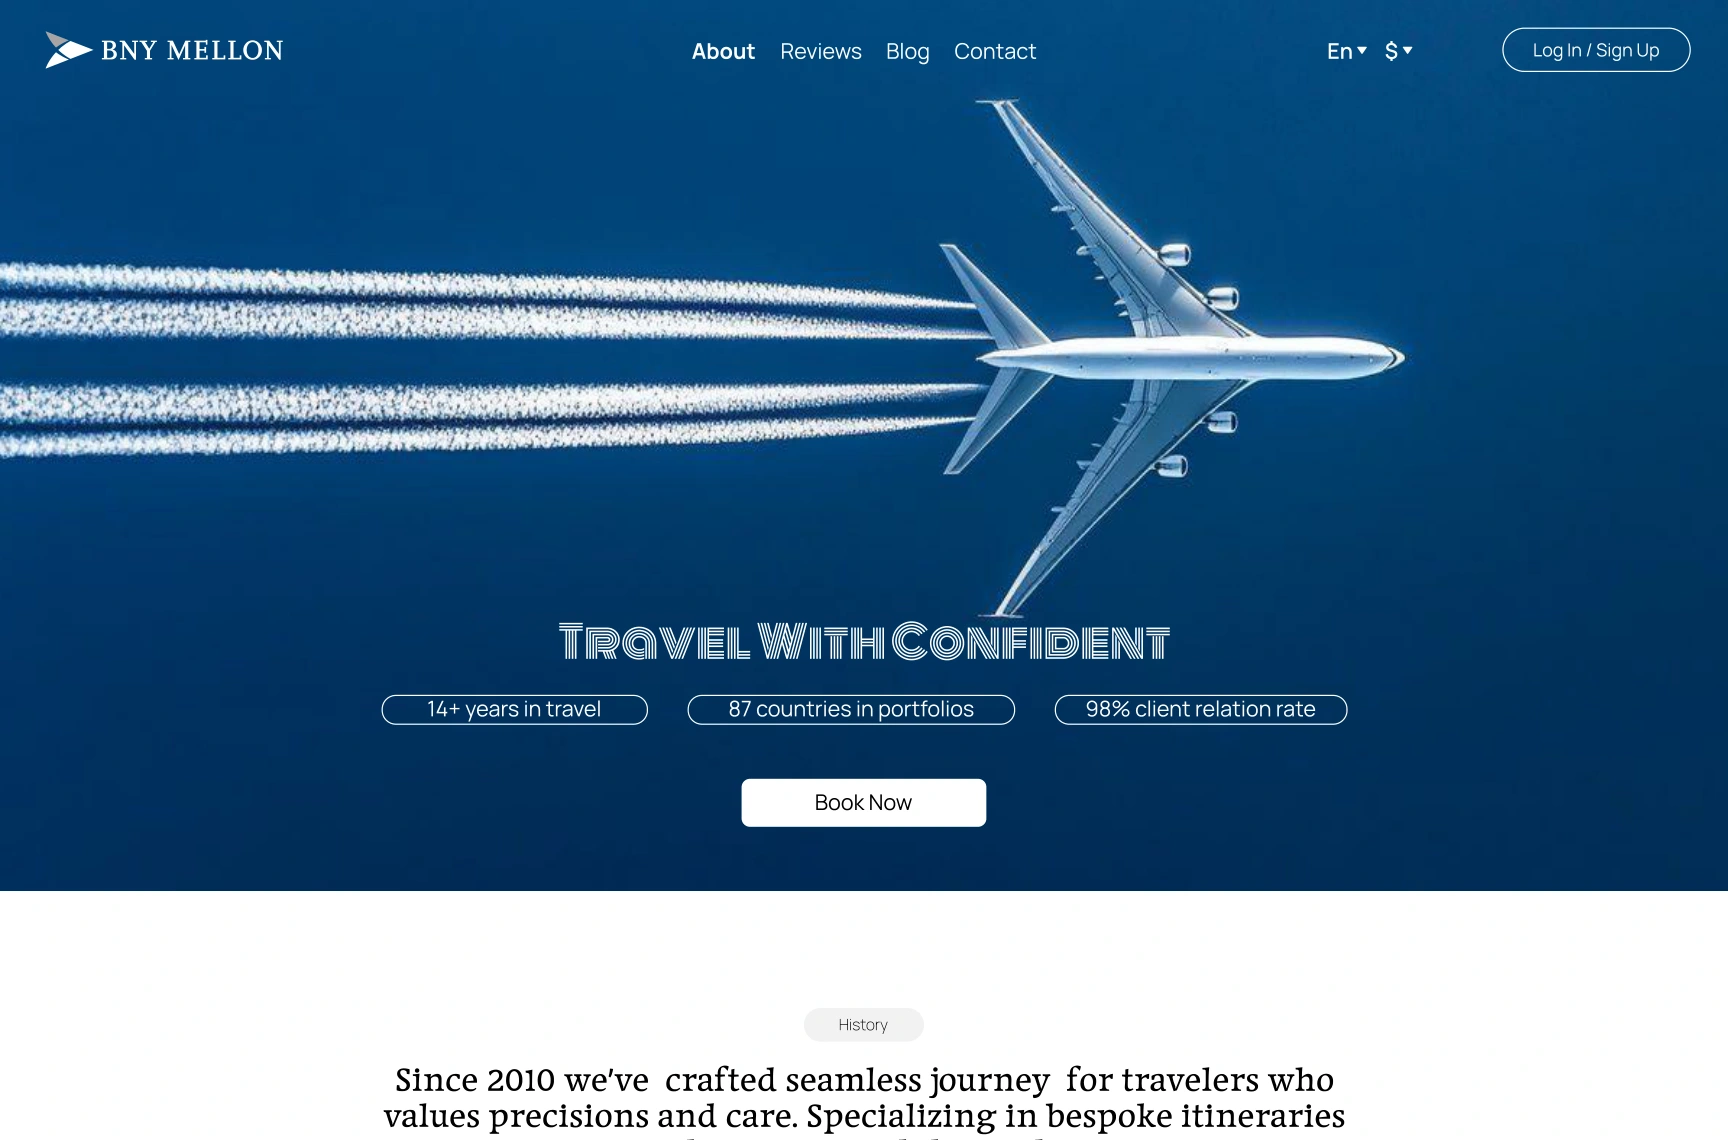 BNY MELLON
About Reviews Blog Contact
En $
Log In / Sign Up
Travel With Confident
14+ years in travel
87 countries in portfolios
98% client relation rate
Book Now
History
Since 2010 we've crafted seamless journey for travelers who
values precisions and care. Specializing in bespoke itineraries